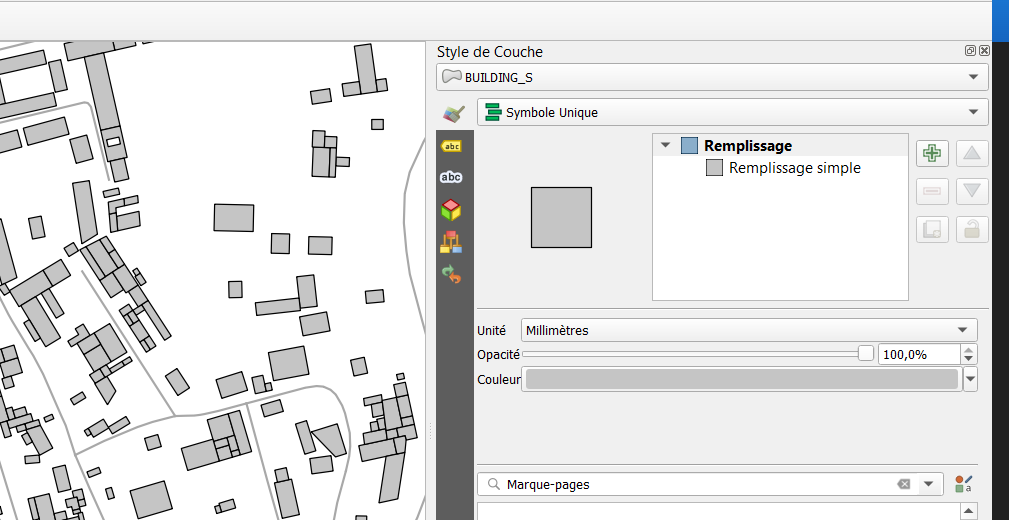 Style de Couche
BUILDING_S
Symbole Unique
abc
abc
Remplissage
Remplissage simple
Unité Millimètres
Opacité 100,0%
Couleur
Marque-pages
a